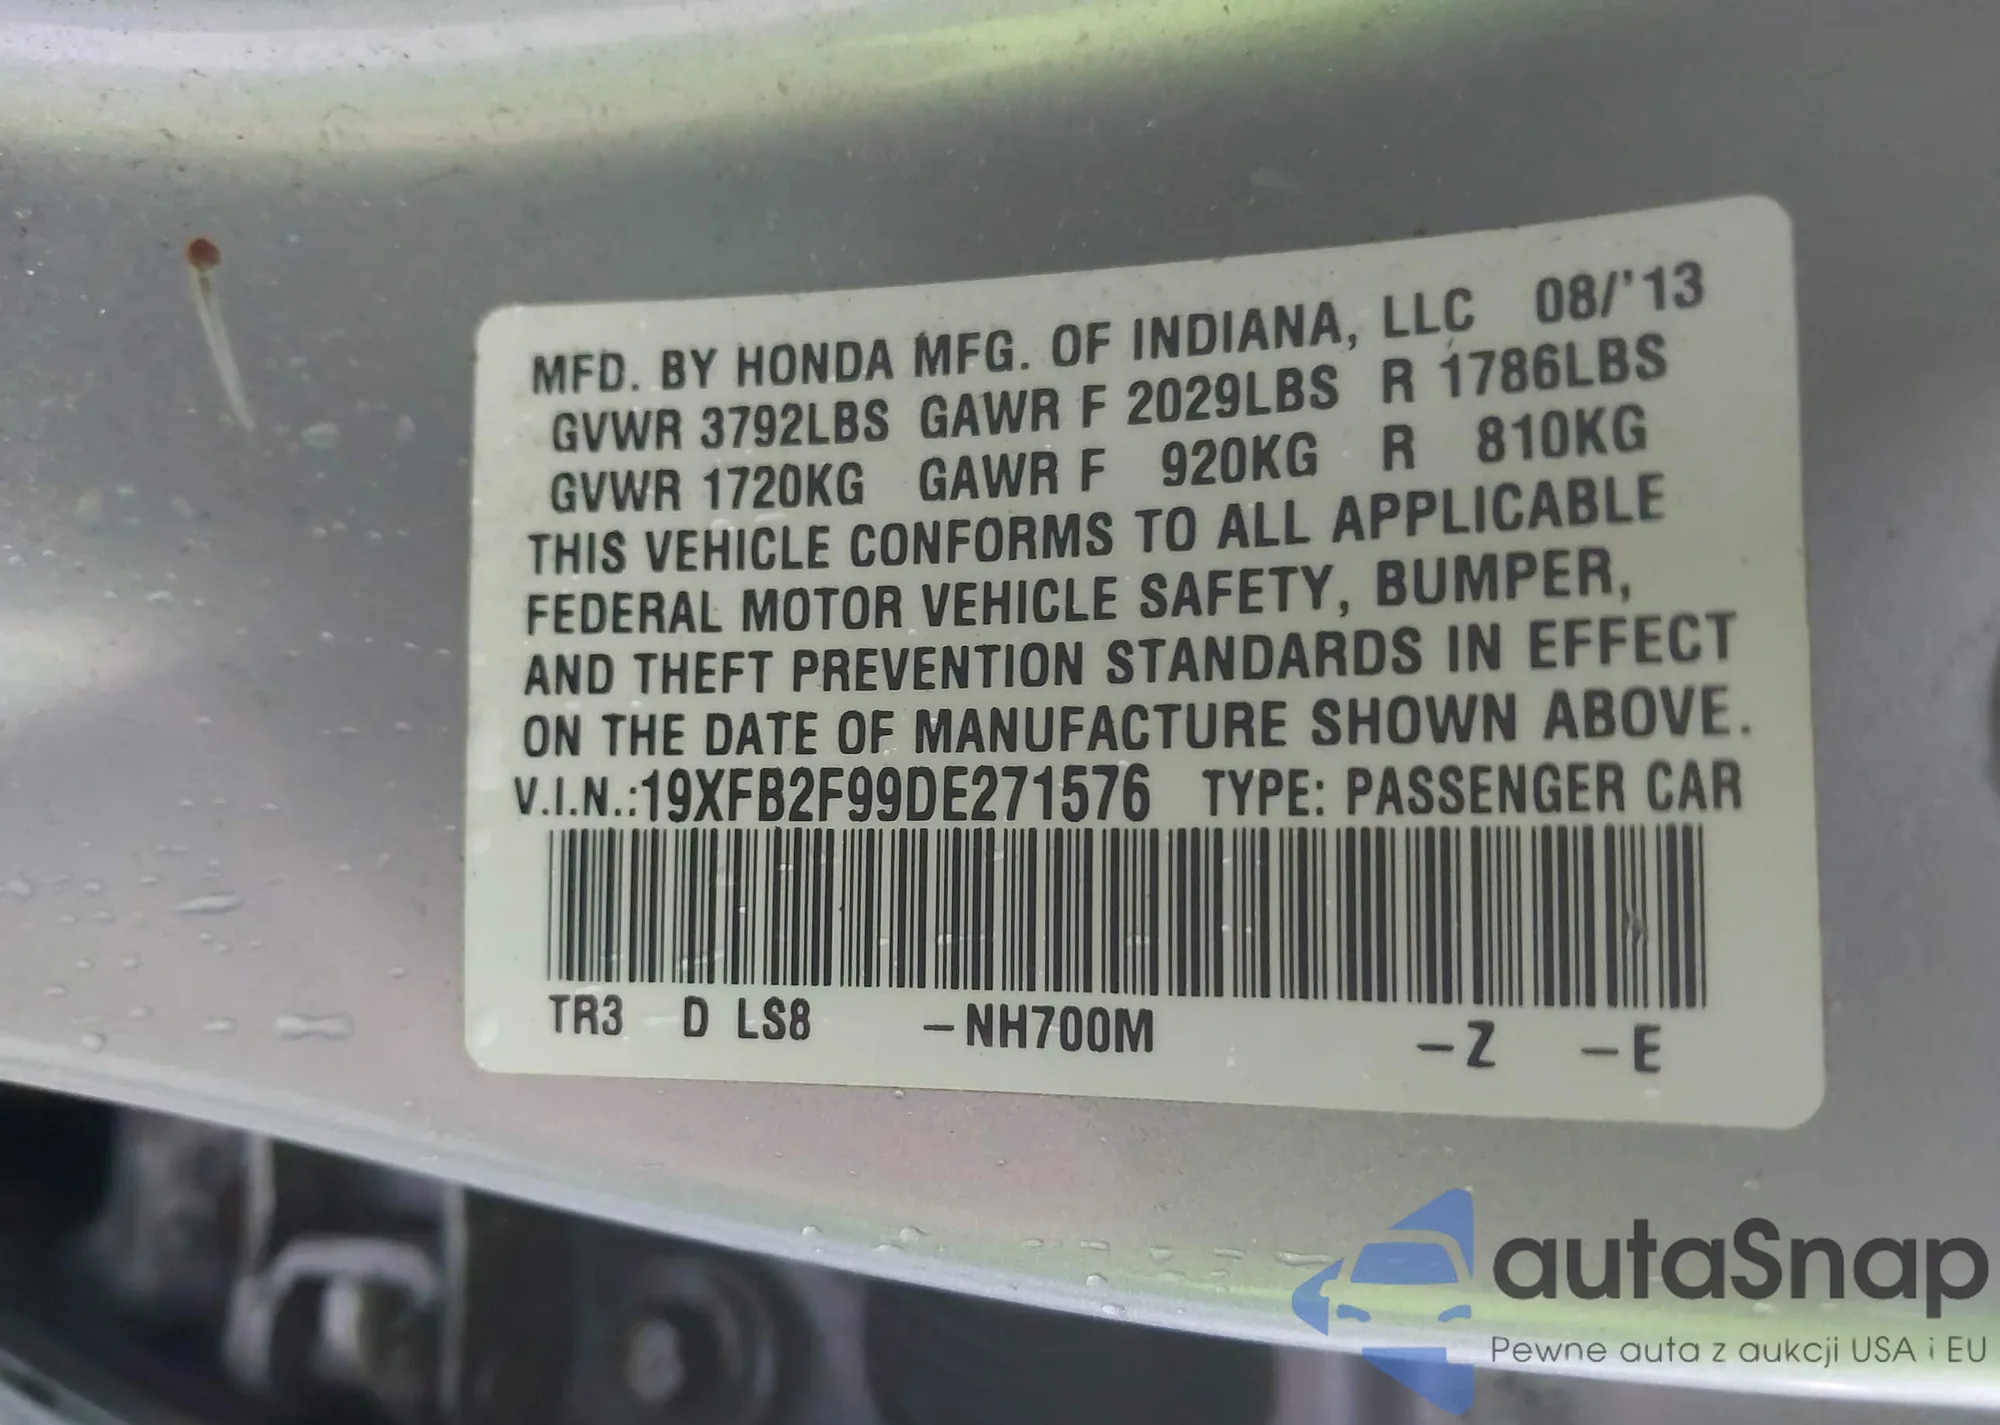 MFD. BY HONDA MFG. OF INDIANA, LLC 08/'13
GVWR 3792LBS GAWR F 2029LBS R 1786LBS
GVWR 1720KG GAWR F 920KG R 810KG
THIS VEHICLE CONFORMS TO ALL APPLICABLE
FEDERAL MOTOR VEHICLE SAFETY, BUMPER,
AND THEFT PREVENTION STANDARDS IN EFFECT
ON THE DATE OF MANUFACTURE SHOWN ABOVE.
V.I.N.:19XFB2F99DE271576 TYPE: PASSENGER CAR
TR3 D LS8 –NH700M –Z –E
autaSnap
Pewne auta z aukcji USA i EU